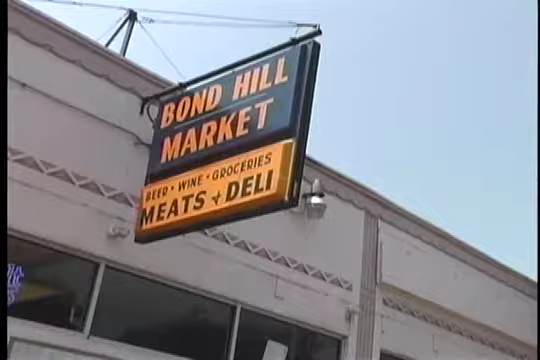 BOND HILL
MARKET
BEER • WINE • GROCERIES
MEATS + DELI